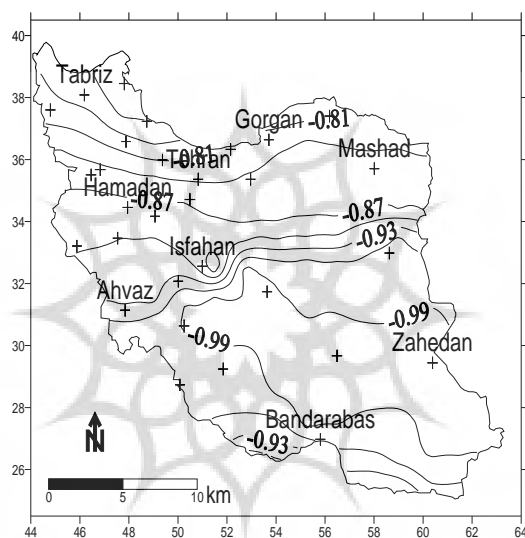 40
38
36
34
32
30
28
26
Tabriz
Gorgan
-0.81
Tehran
-0.81
Mashad
Hamadan
-0.87
-0.87
-0.93
Isfahan
Ahvaz
-0.99
-0.99
Zahedan
Bandarabas
-0.93
N
0 5 10 km
44 46 48 50 52 54 56 58 60 62 64